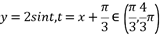 y = 2sint, t = x + π/3 ∈ (π/3, 4/3 π)